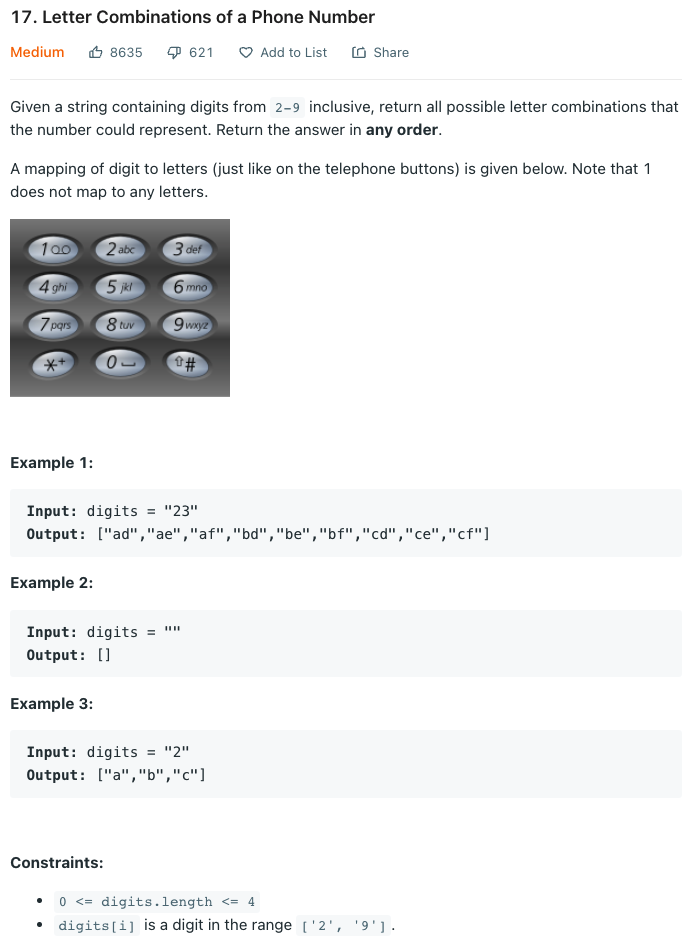 17. Letter Combinations of a Phone Number
Medium 8635 621 Add to List Share
Given a string containing digits from 2-9 inclusive, return all possible letter combinations that
the number could represent. Return the answer in any order.
A mapping of digit to letters (just like on the telephone buttons) is given below. Note that 1
does not map to any letters.
1 2 abc 3 def
4 ghi 5 jkl 6 mno
7 pqrs 8 tuv 9 wxyz
* + 0 #
Example 1:
Input: digits = "23"
Output: ["ad","ae","af","bd","be","bf","cd","ce","cf"]
Example 2:
Input: digits = ""
Output: []
Example 3:
Input: digits = "2"
Output: ["a","b","c"]
Constraints:
• 0 <= digits.length <= 4
• digits[i] is a digit in the range ['2', '9'].